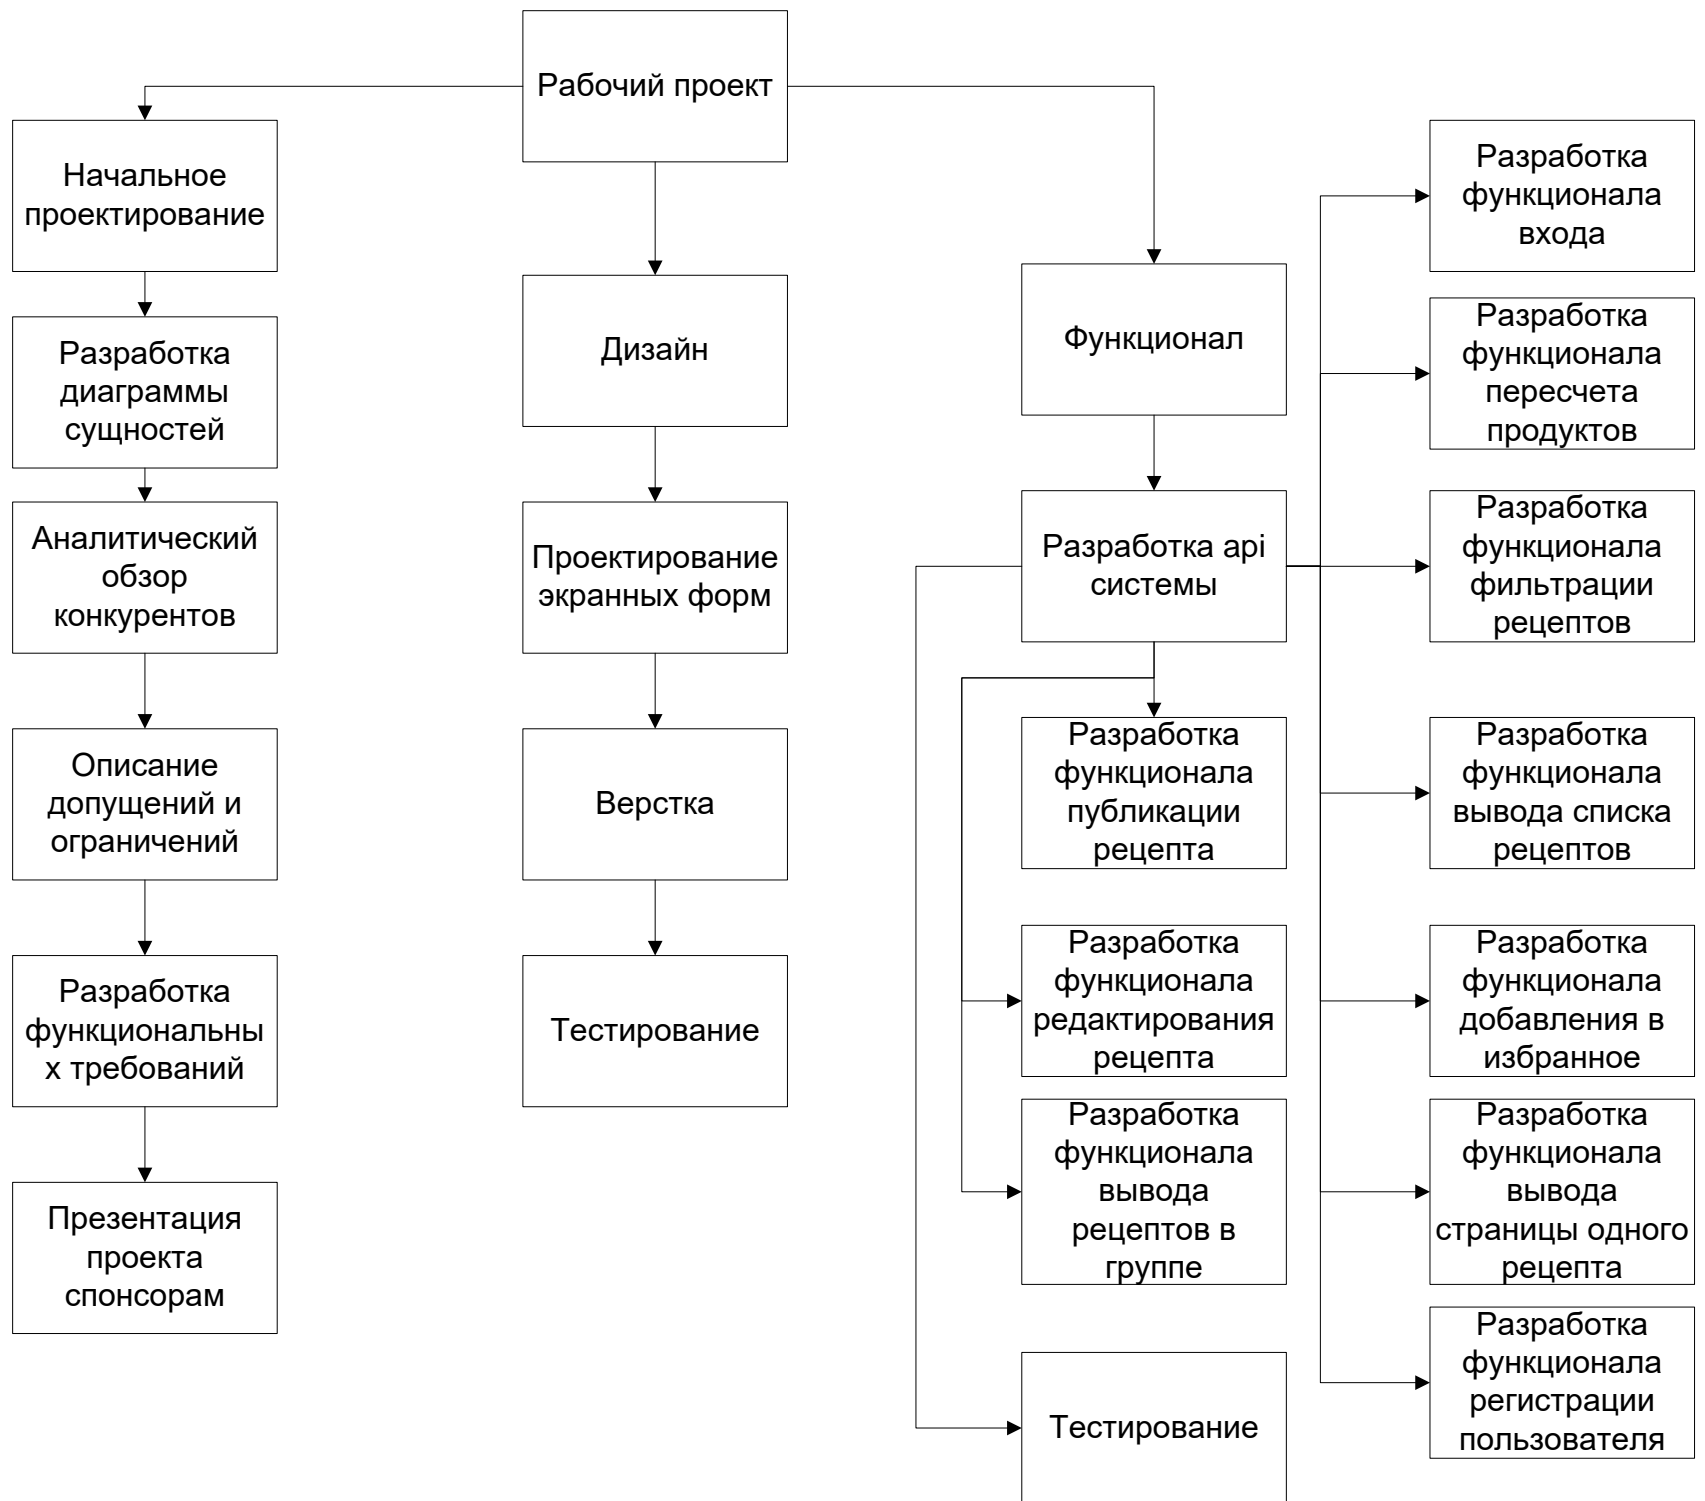 Рабочий проект
Начальное
проектирование
Разработка
диаграммы
сущностей
Аналитический
обзор
конкурентов
Описание
допущений и
ограничений
Разработка
функциональны
х требований
Презентация
проекта
спонсорам
Дизайн
Проектирование
экранных форм
Верстка
Тестирование
Функционал
Разработка api
системы
Разработка
функционала
публикации
рецепта
Разработка
функционала
редактирования
рецепта
Разработка
функционала
вывода
рецептов в
группе
Тестирование
Разработка
функционала
входа
Разработка
функционала
пересчета
продуктов
Разработка
функционала
фильтрации
рецептов
Разработка
функционала
вывода списка
рецептов
Разработка
функционала
добавления в
избранное
Разработка
функционала
вывода
страницы одного
рецепта
Разработка
функционала
регистрации
пользователя